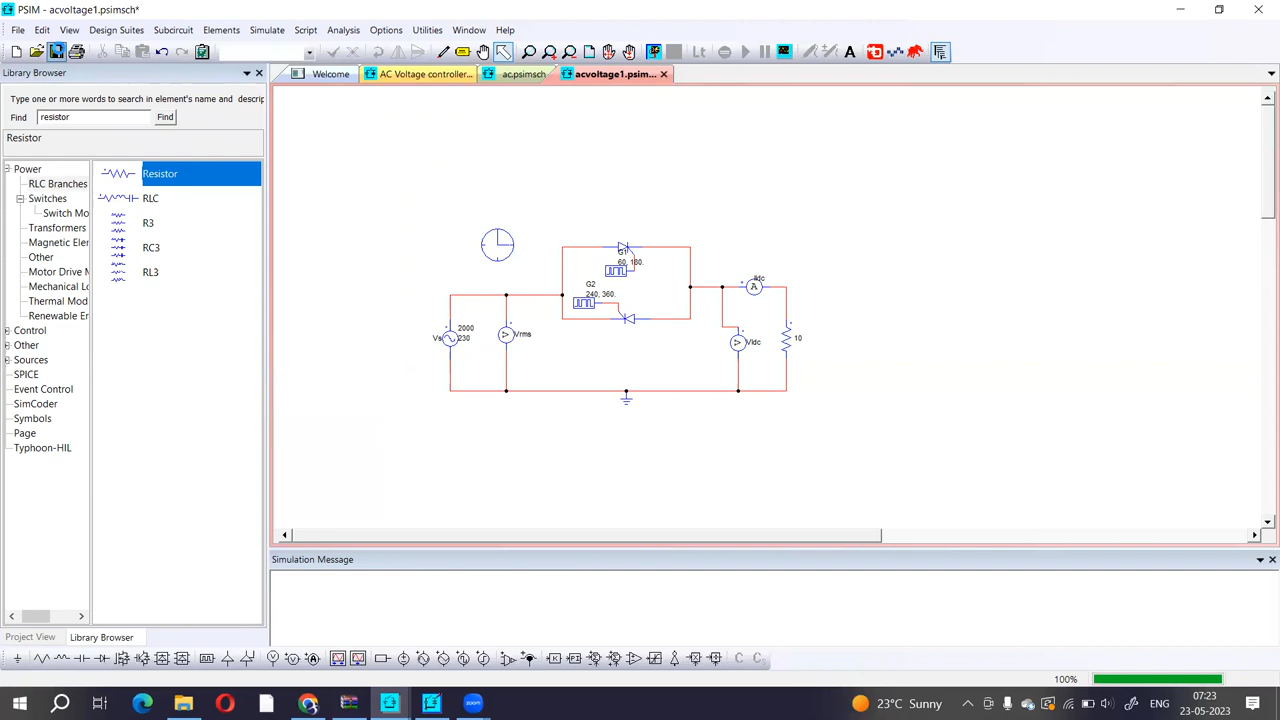 PSIM - acvoltage1.psimsch*
File Edit View Design Suites Subcircuit Elements Simulate Script Analysis Options Utilities Window Help
Library Browser
Welcome
AC Voltage controller...
ac.psimsch
acvoltage1.psim...
Type one or more words to search in element's name and descrip
Find resistor Find
Resistor
Power
RLC Branches
Switches
Switch Mo
Transformers
Magnetic Eler
Other
Motor Drive M
Mechanical Lo
Thermal Mod
Renewable Er
Control
Other
Sources
SPICE
Event Control
SimCoder
Symbols
Page
Typhoon-HIL
Resistor
RLC
R3
RC3
RL3
G1
60, 180.
G2
240, 360.
Idc
2000
Vs 230
Vrms
Vldc
10
Simulation Message
Project View
Library Browser
100%
23°C Sunny
ENG
07:23
23-05-2023